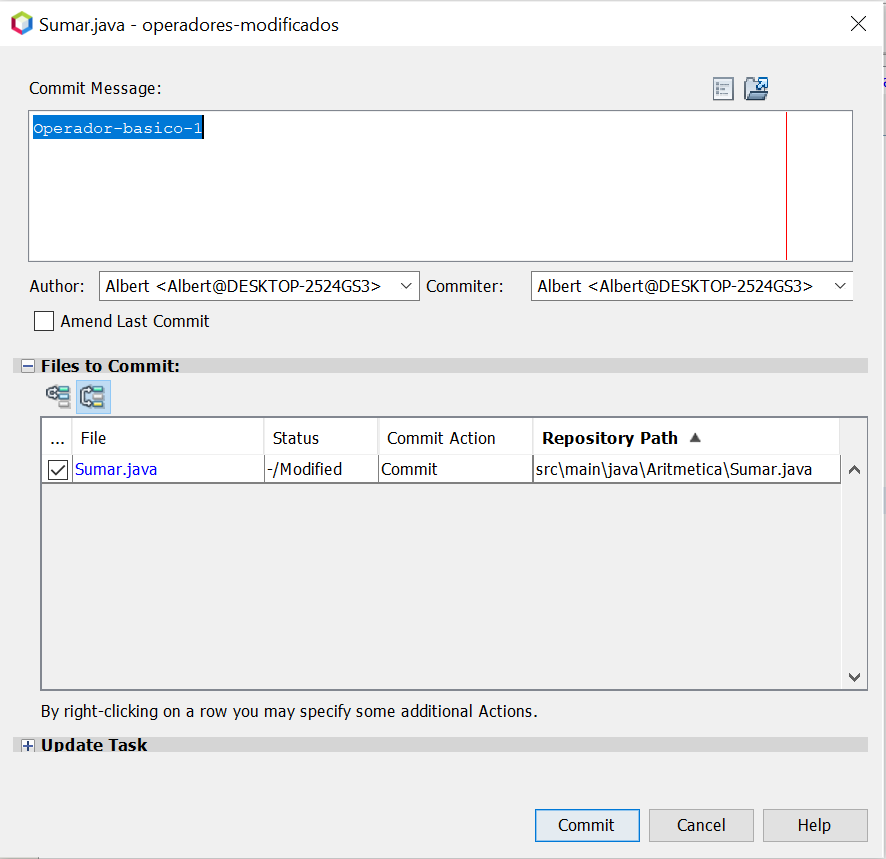 Sumar.java - operadores-modificados
Commit Message:
Operador-basico-1
Author: Albert <Albert@DESKTOP-2524GS3> Commiter: Albert <Albert@DESKTOP-2524GS3>
Amend Last Commit
Files to Commit:
... File Status Commit Action Repository Path
Sumar.java -/Modified Commit src\main\java\Aritmetica\Sumar.java
By right-clicking on a row you may specify some additional Actions.
Update Task
Commit Cancel Help